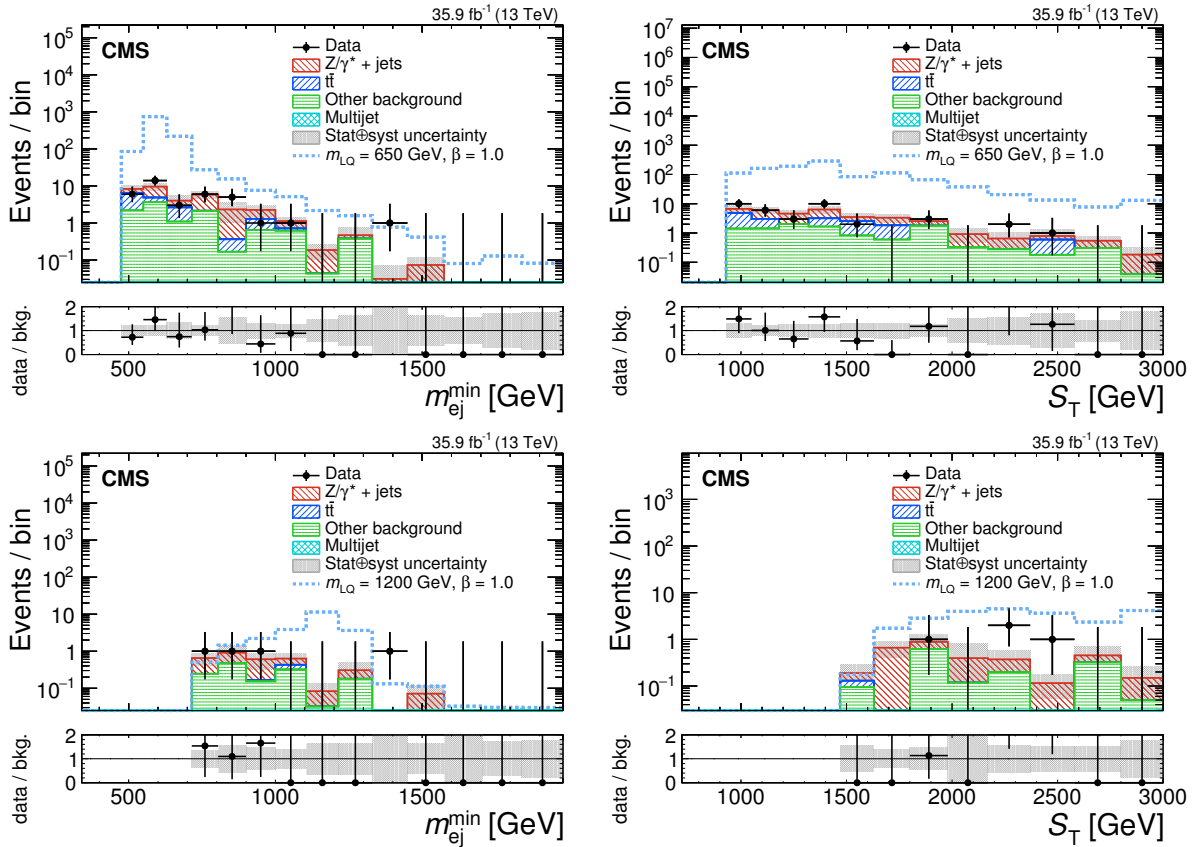 35.9 fb⁻¹ (13 TeV)
CMS
Data
Z/γ* + jets
tt̄
Other background
Multijet
Stat⊕syst uncertainty
m_LQ = 650 GeV, β = 1.0
Events / bin
10⁵
10⁴
10³
10²
10
1
10⁻¹
data / bkg.
2
1
0
500 1000 1500
m_ej^min [GeV]
35.9 fb⁻¹ (13 TeV)
CMS
Data
Z/γ* + jets
tt̄
Other background
Multijet
Stat⊕syst uncertainty
m_LQ = 650 GeV, β = 1.0
Events / bin
10⁷
10⁶
10⁵
10⁴
10³
10²
10
1
10⁻¹
data / bkg.
2
1
0
1000 1500 2000 2500 3000
S_T [GeV]
35.9 fb⁻¹ (13 TeV)
CMS
Data
Z/γ* + jets
tt̄
Other background
Multijet
Stat⊕syst uncertainty
m_LQ = 1200 GeV, β = 1.0
Events / bin
10⁵
10⁴
10³
10²
10
1
10⁻¹
data / bkg.
2
1
0
500 1000 1500
m_ej^min [GeV]
35.9 fb⁻¹ (13 TeV)
CMS
Data
Z/γ* + jets
tt̄
Other background
Multijet
Stat⊕syst uncertainty
m_LQ = 1200 GeV, β = 1.0
Events / bin
10³
10²
10
1
10⁻¹
data / bkg.
2
1
0
1000 1500 2000 2500 3000
S_T [GeV]